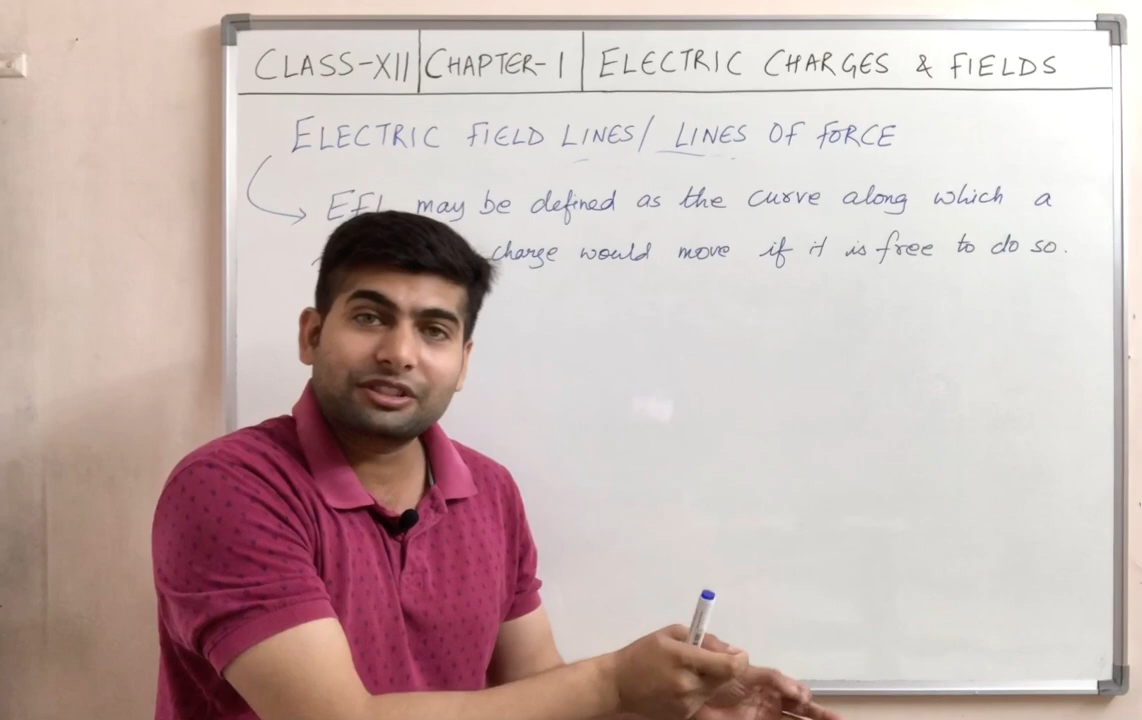 CLASS-XII CHAPTER-1 ELECTRIC CHARGES & FIELDS
ELECTRIC FIELD LINES/ LINES OF FORCE
EFL may be defined as the curve along which a
charge would move if it is free to do so.